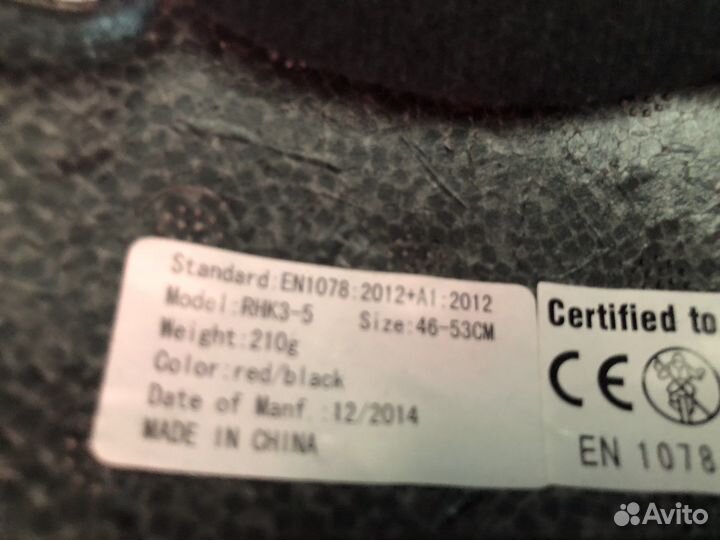 Standard:EN1078:2012+A1:2012
Model:RHK3-5 Size:46-53CM
Weight:210g
Color:red/black
Date of Manf.:12/2014
MADE IN CHINA
Certified to
CE
EN 1078
Avito